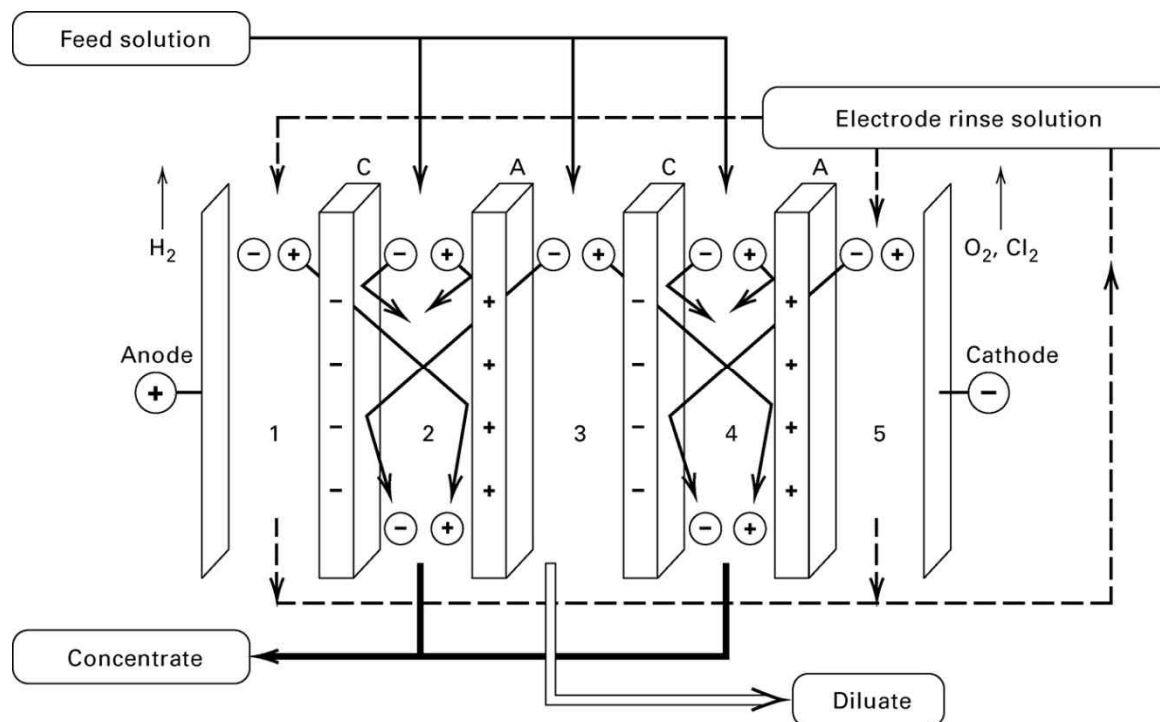 Feed solution
Electrode rinse solution
C
A
C
A
H₂
− +
− +
− +
− +
− +
O₂, Cl₂
− + − +
Anode
− + − +
Cathode
+
−
1
2
3
4
5
− + − +
− + − +
− +
− +
Concentrate
Diluate